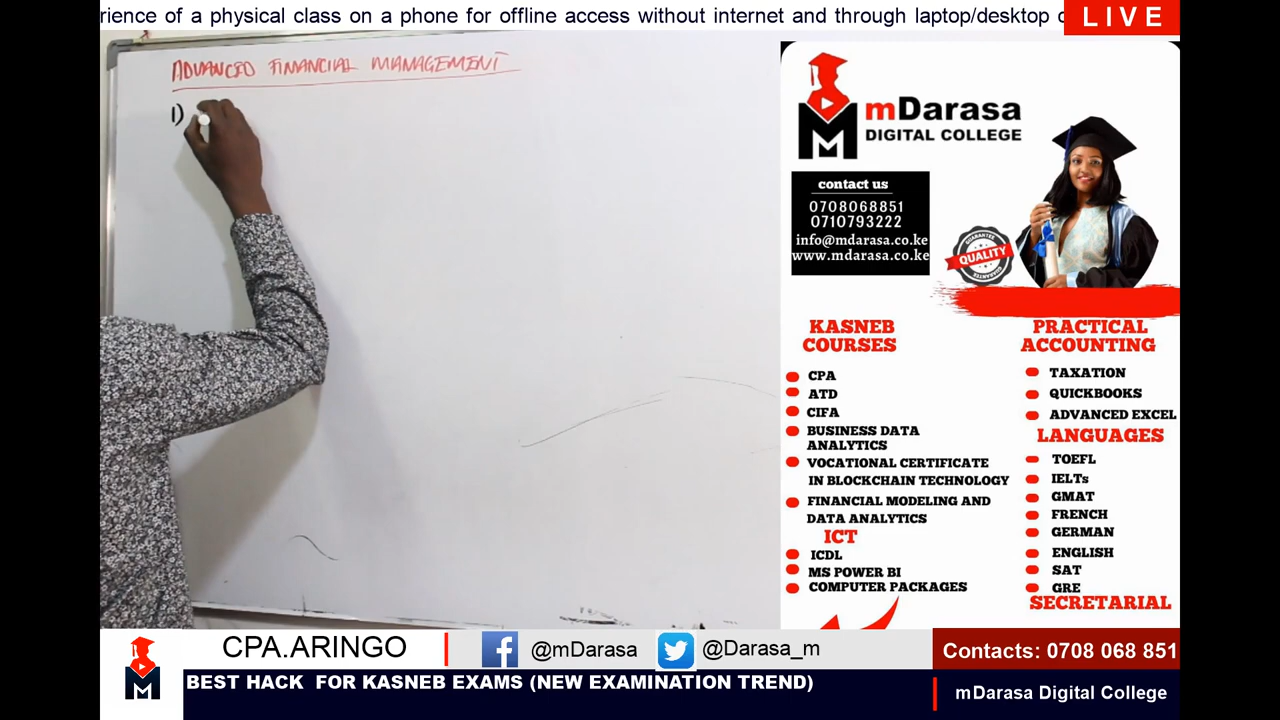 rience of a physical class on a phone for offline access without internet and through laptop/desktop
LIVE
ADVANCED FINANCIAL MANAGEMENT
1)
mDarasa
DIGITAL COLLEGE
contact us
0708068851
0710793222
info@mdarasa.co.ke
www.mdarasa.co.ke
GUARANTEE
QUALITY
GUARANTEE
KASNEB
COURSES
CPA
ATD
CIFA
BUSINESS DATA
ANALYTICS
VOCATIONAL CERTIFICATE
IN BLOCKCHAIN TECHNOLOGY
FINANCIAL MODELING AND
DATA ANALYTICS
ICT
ICDL
MS POWER BI
COMPUTER PACKAGES
PRACTICAL
ACCOUNTING
TAXATION
QUICKBOOKS
ADVANCED EXCEL
LANGUAGES
TOEFL
IELTs
GMAT
FRENCH
GERMAN
ENGLISH
SAT
GRE
SECRETARIAL
CPA.ARINGO
@mDarasa
@Darasa_m
Contacts: 0708 068 851
BEST HACK FOR KASNEB EXAMS (NEW EXAMINATION TREND)
mDarasa Digital College